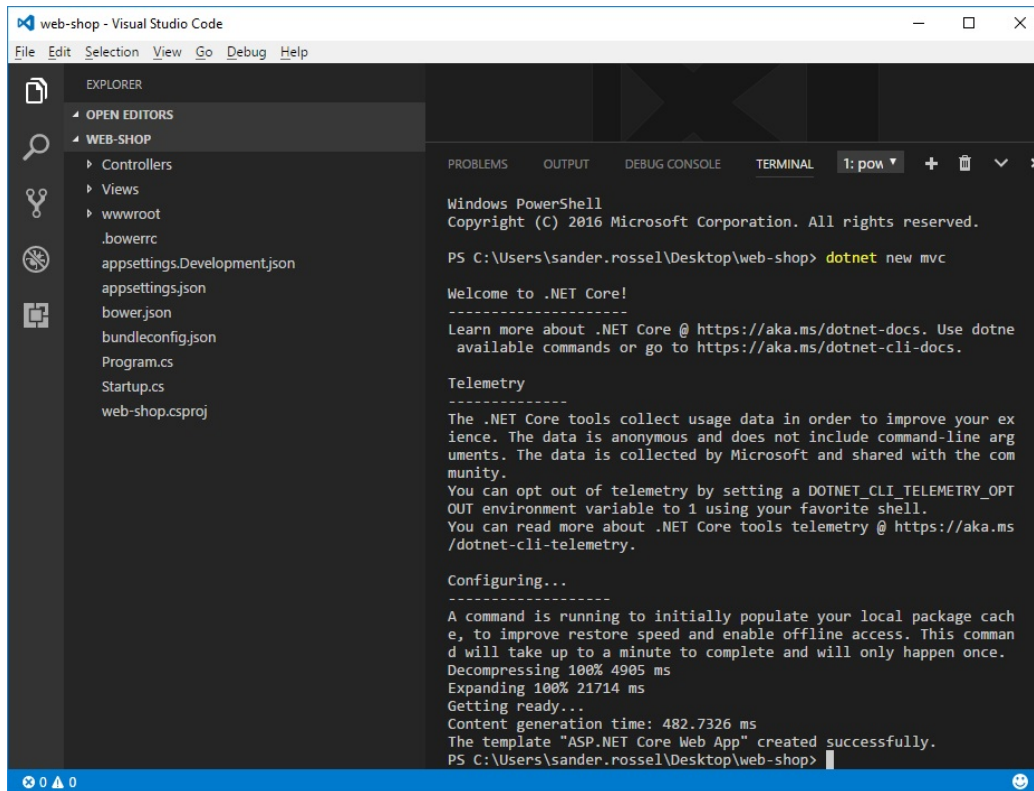 web-shop - Visual Studio Code
File Edit Selection View Go Debug Help
EXPLORER
OPEN EDITORS
WEB-SHOP
Controllers
Views
wwwroot
.bowerrc
appsettings.Development.json
appsettings.json
bower.json
bundleconfig.json
Program.cs
Startup.cs
web-shop.csproj
PROBLEMS OUTPUT DEBUG CONSOLE TERMINAL 1: pow
Windows PowerShell
Copyright (C) 2016 Microsoft Corporation. All rights reserved.
PS C:\Users\sander.rossel\Desktop\web-shop> dotnet new mvc
Welcome to .NET Core!
----------------------
Learn more about .NET Core @ https://aka.ms/dotnet-docs. Use dotne
available commands or go to https://aka.ms/dotnet-cli-docs.
Telemetry
--------------
The .NET Core tools collect usage data in order to improve your ex
ience. The data is anonymous and does not include command-line arg
uments. The data is collected by Microsoft and shared with the com
munity.
You can opt out of telemetry by setting a DOTNET_CLI_TELEMETRY_OPT
OUT environment variable to 1 using your favorite shell.
You can read more about .NET Core tools telemetry @ https://aka.ms
/dotnet-cli-telemetry.
Configuring...
-------------------
A command is running to initially populate your local package cach
e, to improve restore speed and enable offline access. This comman
d will take up to a minute to complete and will only happen once.
Decompressing 100% 4905 ms
Expanding 100% 21714 ms
Getting ready...
Content generation time: 482.7326 ms
The template "ASP.NET Core Web App" created successfully.
PS C:\Users\sander.rossel\Desktop\web-shop>
0 0